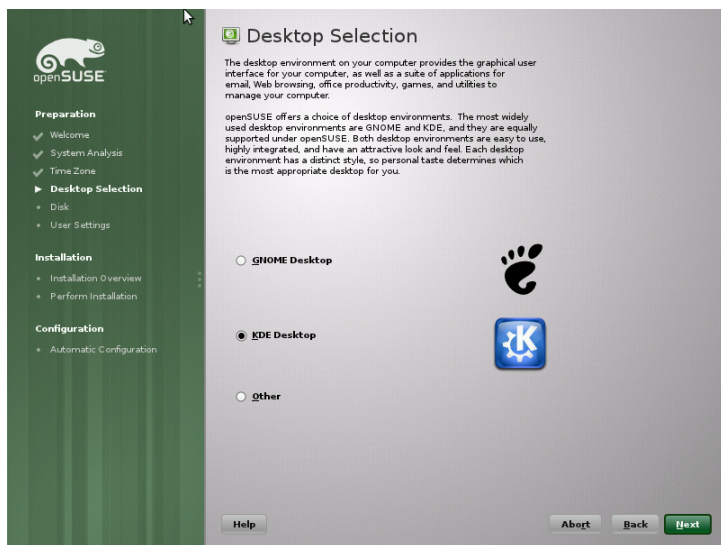 openSUSE
Preparation
Welcome
System Analysis
Time Zone
Desktop Selection
Disk
User Settings
Installation
Installation Overview
Perform Installation
Configuration
Automatic Configuration
Desktop Selection
The desktop environment on your computer provides the graphical user
interface for your computer, as well as a suite of applications for
email, Web browsing, office productivity, games, and utilities to
manage your computer.
openSUSE offers a choice of desktop environments. The most widely
used desktop environments are GNOME and KDE, and they are equally
supported under openSUSE. Both desktop environments are easy to use,
highly integrated, and have an attractive look and feel. Each desktop
environment has a distinct style, so personal taste determines which
is the most appropriate desktop for you.
GNOME Desktop
KDE Desktop
K
Other
Help
Abort
Back
Next